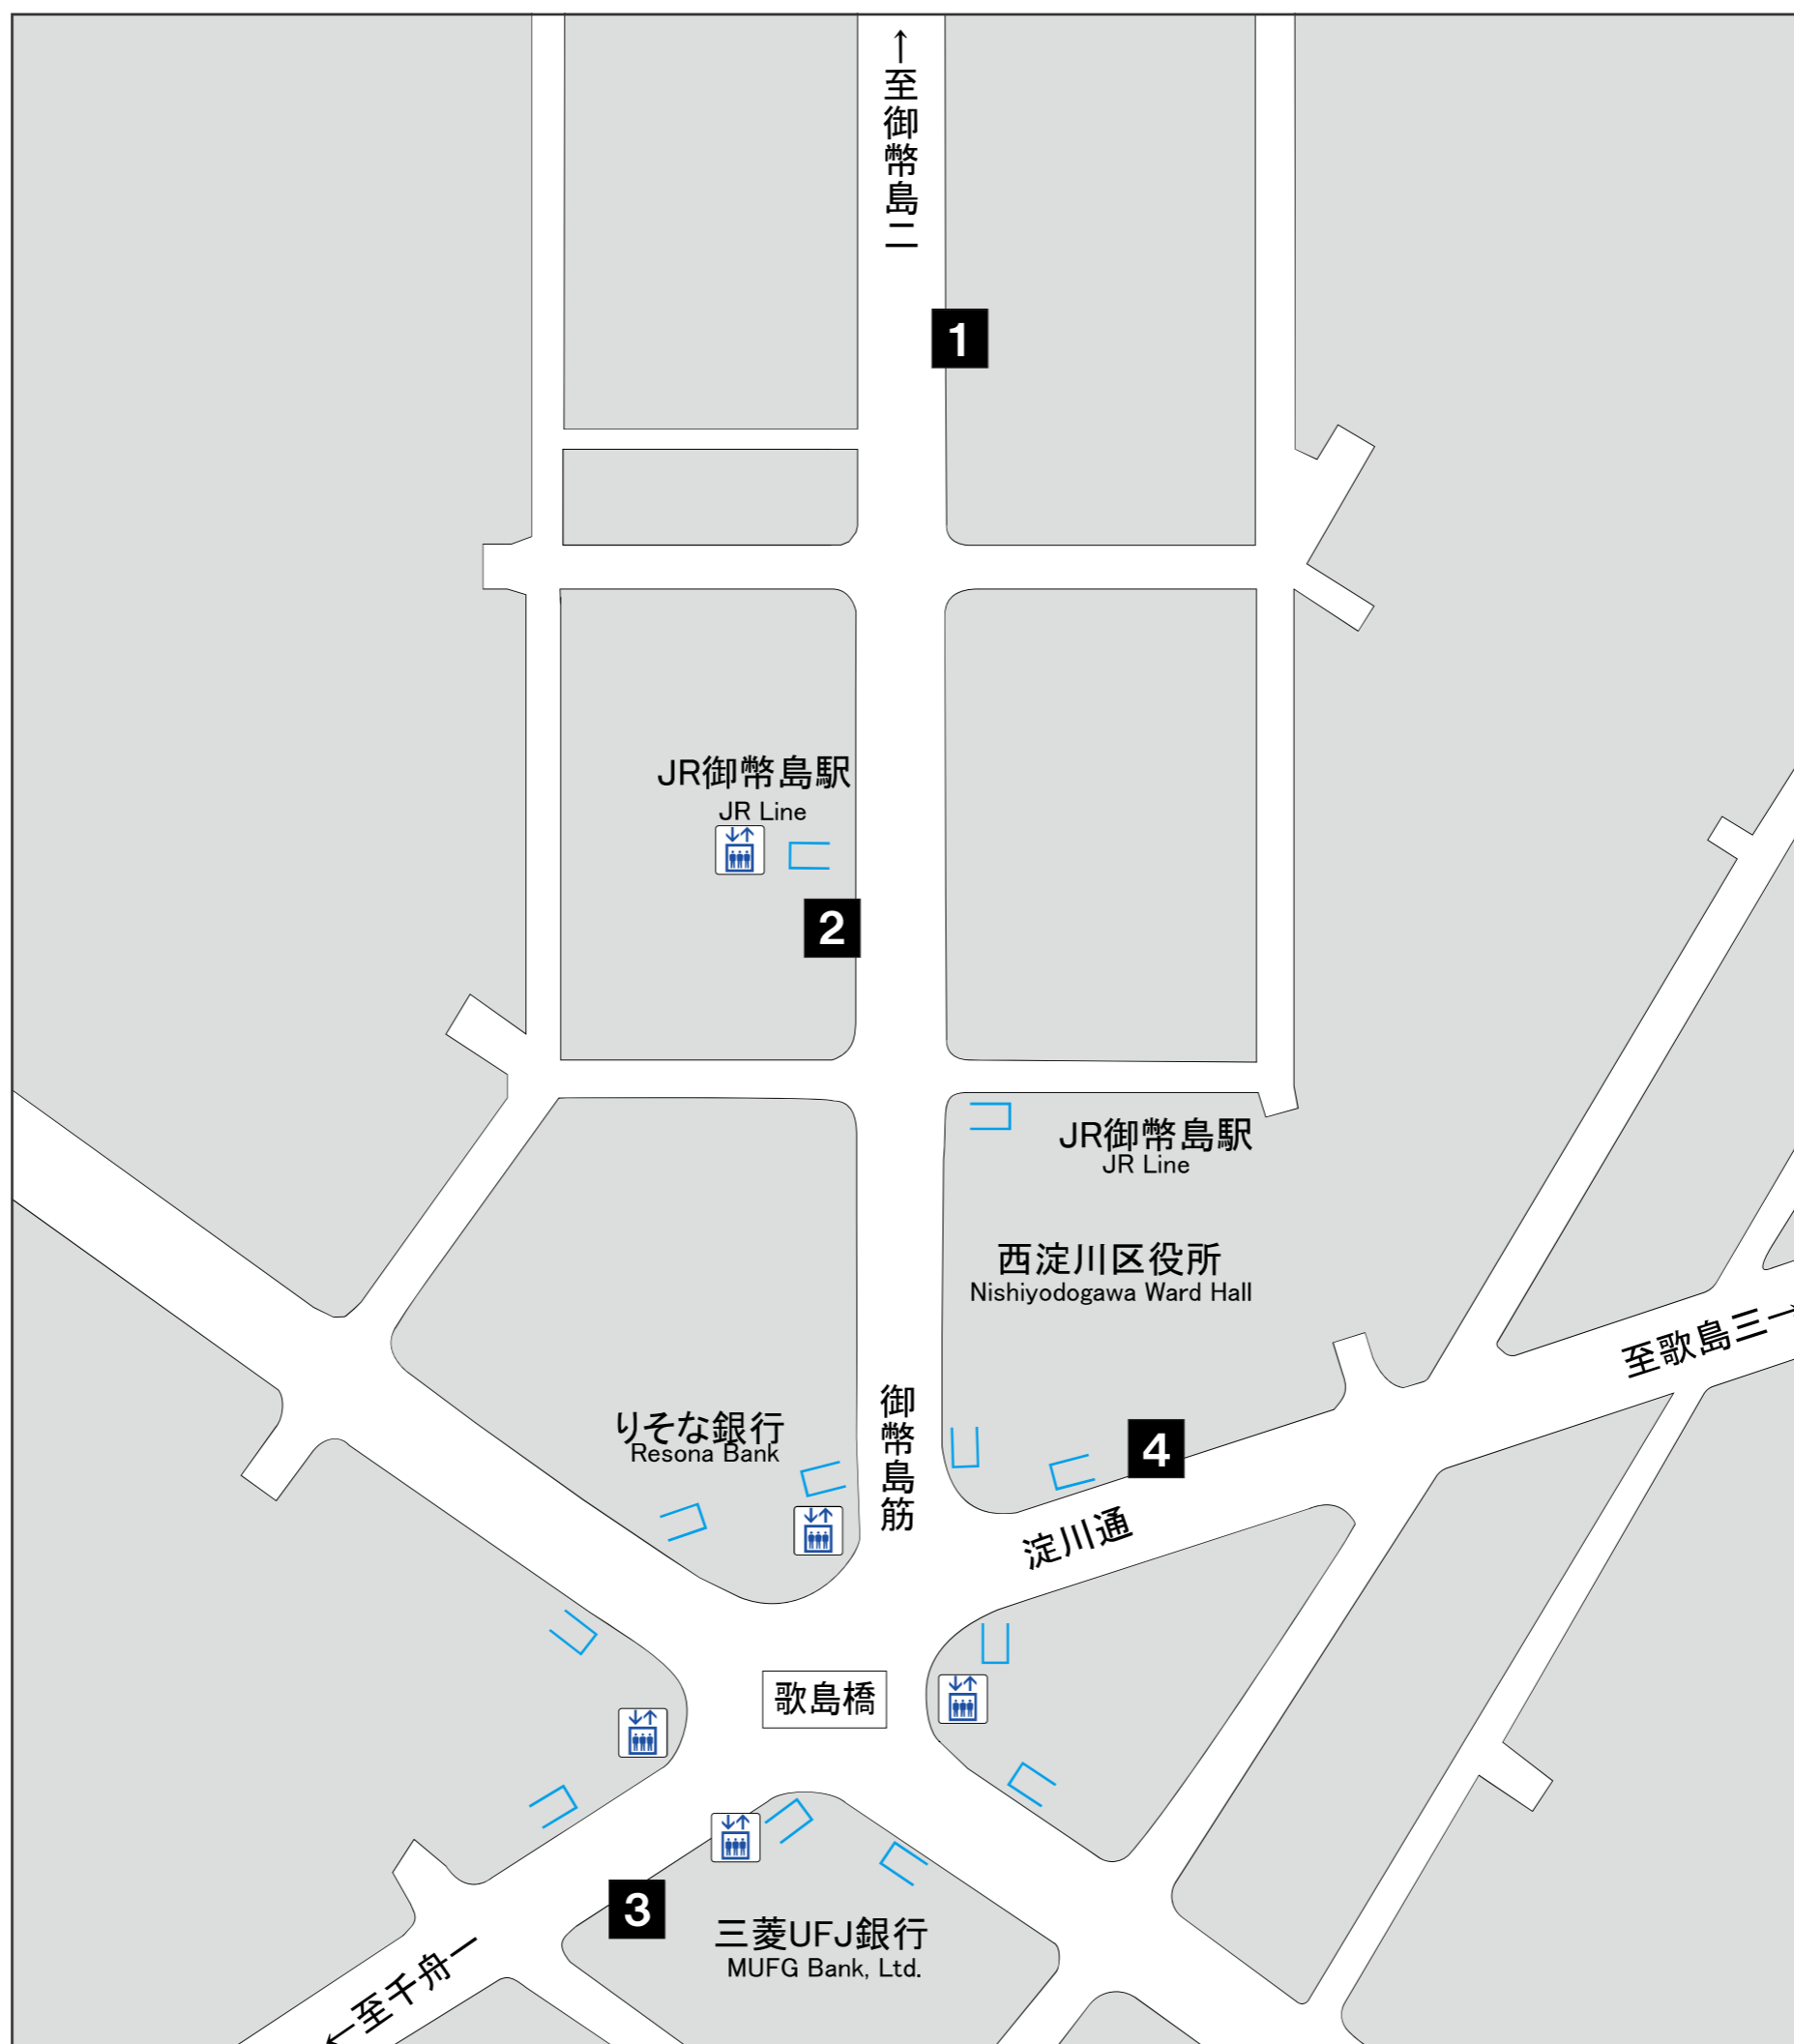 ↑至御幣島二
1
JR御幣島駅
JR Line
2
JR御幣島駅
JR Line
西淀川区役所
Nishiyodogawa Ward Hall
至歌島三→
御幣島筋
りそな銀行
Resona Bank
4
淀川通
歌島橋
3
三菱UFJ銀行
MUFG Bank, Ltd.
←至千舟一